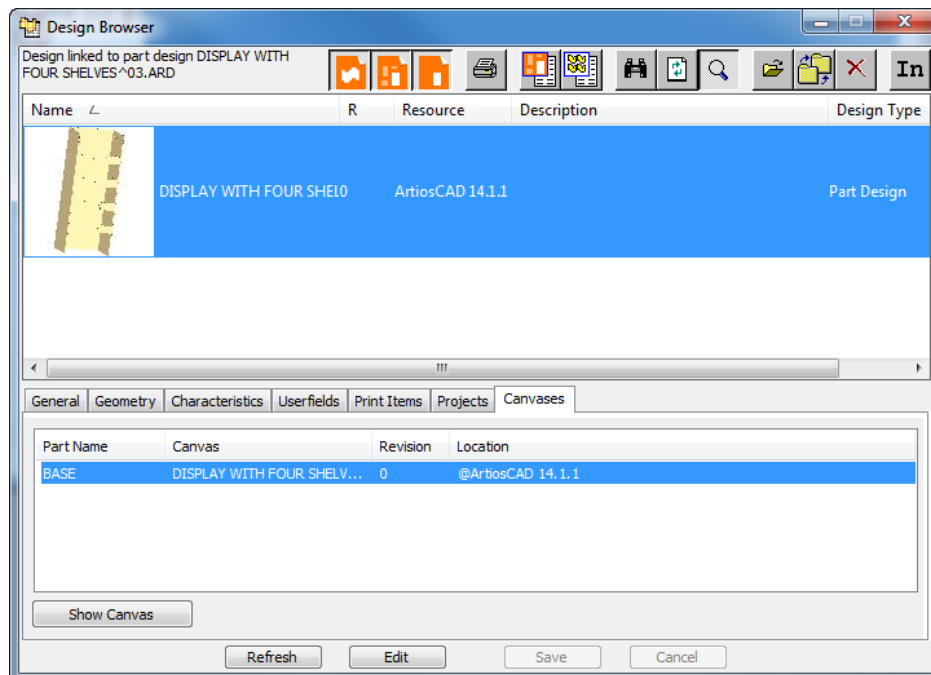 Design Browser
Design linked to part design DISPLAY WITH
FOUR SHELVES^03.ARD
In
Name R Resource Description Design Type
DISPLAY WITH FOUR SHEL0 ArtiosCAD 14.1.1 Part Design
General Geometry Characteristics Userfields Print Items Projects Canvases
Part Name Canvas Revision Location
BASE DISPLAY WITH FOUR SHELV... 0 @ArtiosCAD 14.1.1
Show Canvas
Refresh Edit Save Cancel